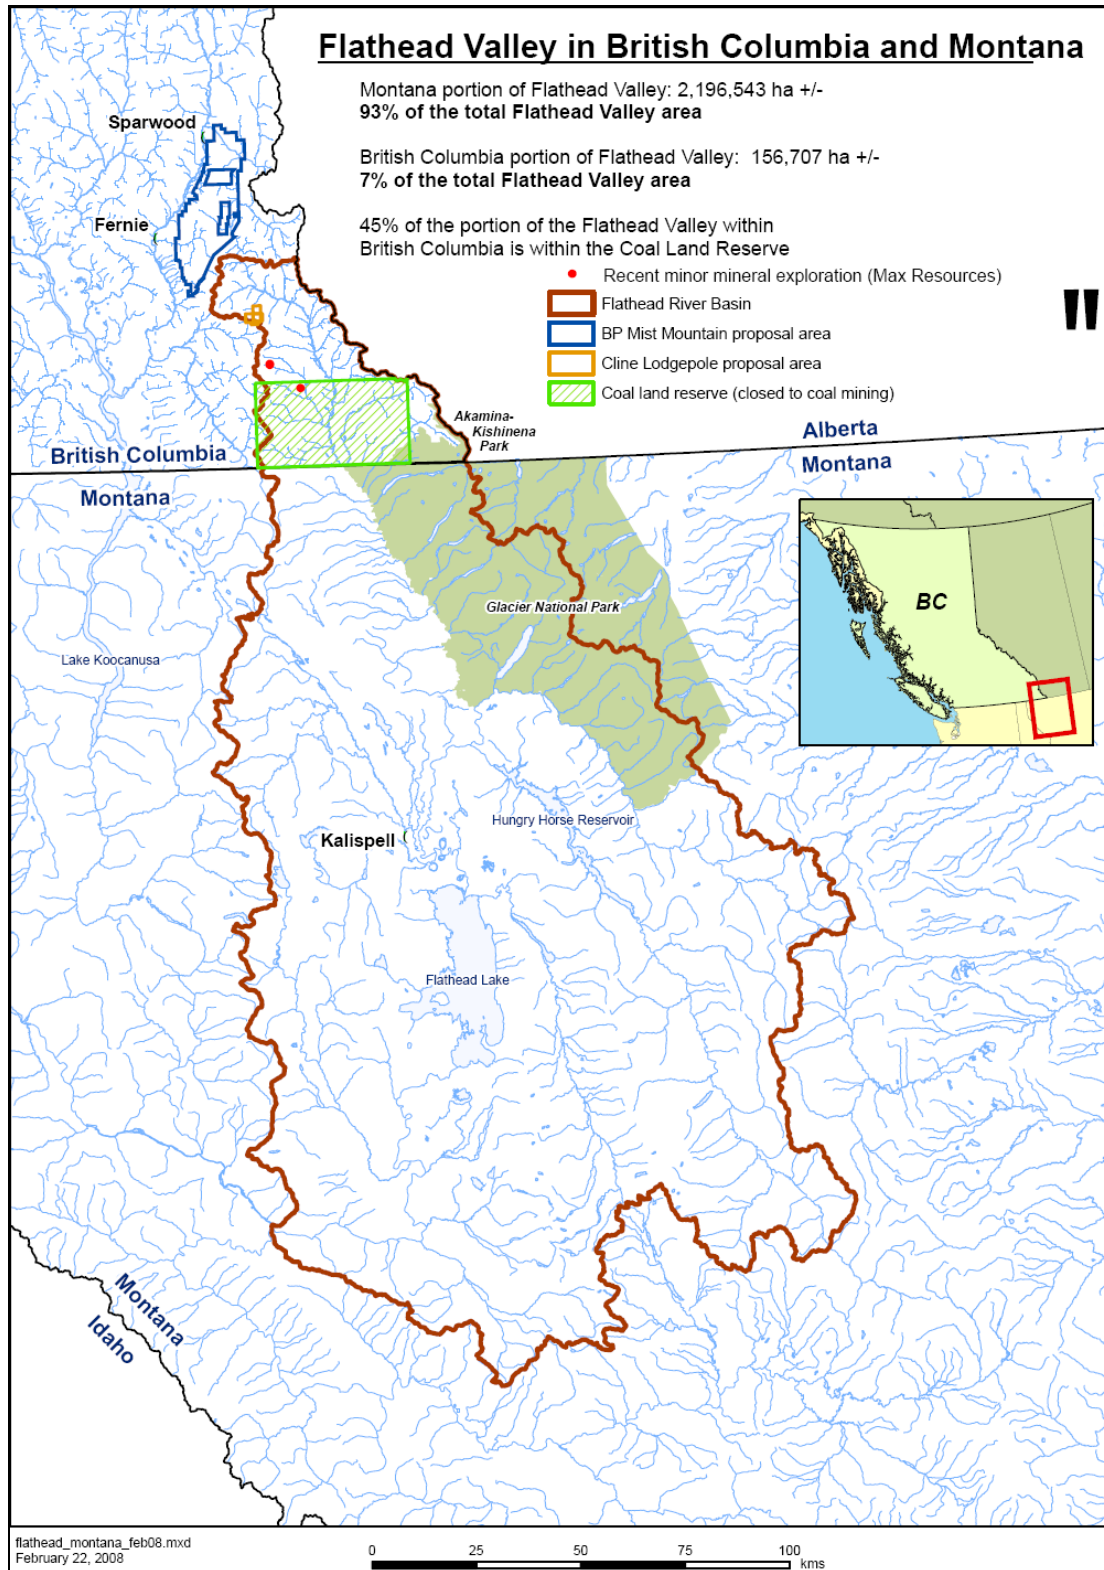 Flathead Valley in British Columbia and Montana
Montana portion of Flathead Valley: 2,196,543 ha +/-
93% of the total Flathead Valley area
British Columbia portion of Flathead Valley:  156,707 ha +/-
7% of the total Flathead Valley area
45% of the portion of the Flathead Valley within
British Columbia is within the Coal Land Reserve
Recent minor mineral exploration (Max Resources)
Flathead River Basin
BP Mist Mountain proposal area
Cline Lodgepole proposal area
Coal land reserve (closed to coal mining)
"
Sparwood
Fernie
Akamina-
Kishinena
Park
British Columbia
Alberta
Montana
Montana
BC
Glacier National Park
Lake Koocanusa
Hungry Horse Reservoir
Kalispell
Flathead Lake
Montana
Idaho
flathead_montana_feb08.mxd
February 22, 2008
0 25 50 75 100
kms